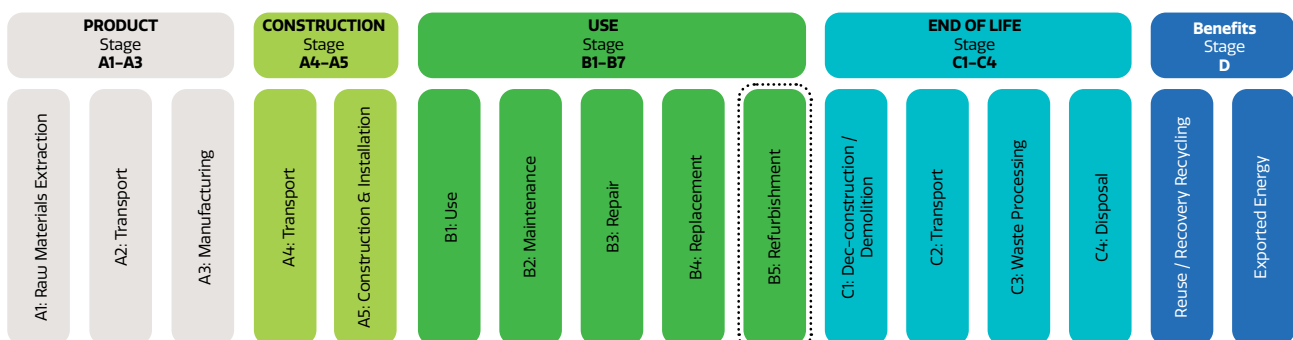 PRODUCT
Stage
A1–A3
CONSTRUCTION
Stage
A4–A5
USE
Stage
B1–B7
END OF LIFE
Stage
C1–C4
Benefits
Stage
D
A1: Raw Materials Extraction
A2: Transport
A3: Manufacturing
A4: Transport
A5: Construction & Installation
B1: Use
B2: Maintenance
B3: Repair
B4: Replacement
B5: Refurbishment
C1: Dec-construction /
Demolition
C2: Transport
C3: Waste Processing
C4: Disposal
Reuse / Recovery Recycling
Exported Energy